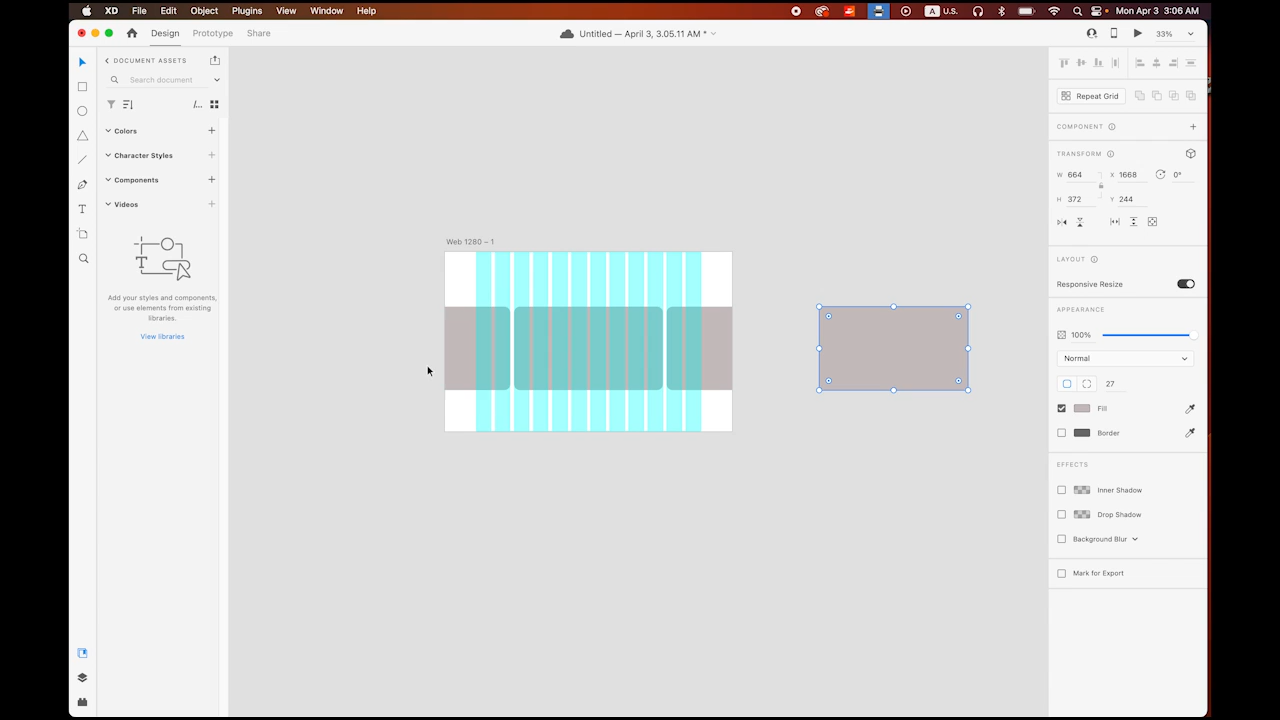 XD File Edit Object Plugins View Window Help
A U.S. Mon Apr 3 3:06 AM
Design Prototype Share
Untitled — April 3, 3.05.11 AM *
33%
DOCUMENT ASSETS
Search document
/...
Colors
Character Styles
Components
Videos
Add your styles and components,
or use elements from existing
libraries.
View libraries
T
Web 1280 – 1
Repeat Grid
COMPONENT
TRANSFORM
W 664 X 1668 0°
H 372 Y 244
LAYOUT
Responsive Resize
APPEARANCE
100%
Normal
27
Fill
Border
EFFECTS
Inner Shadow
Drop Shadow
Background Blur
Mark for Export